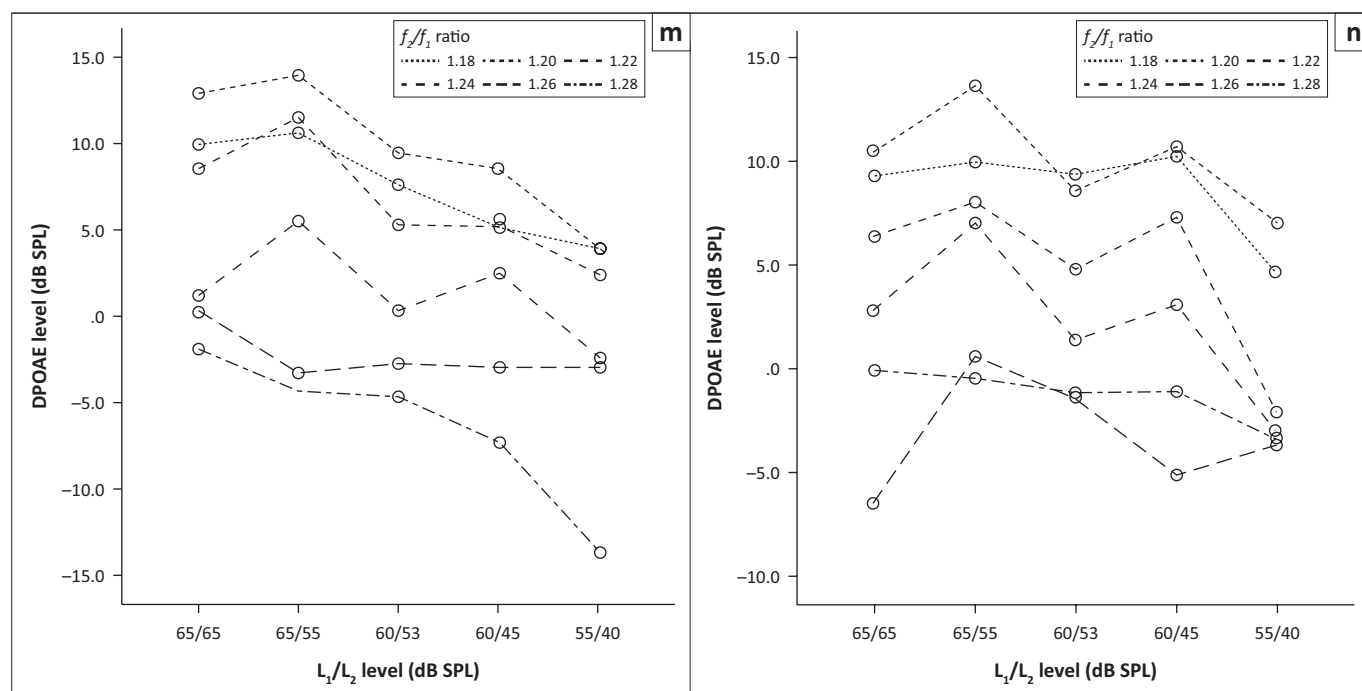 m
f2/f1 ratio
1.18 1.20 1.22
1.24 1.26 1.28
15.0
10.0
5.0
.0
−5.0
−10.0
−15.0
DPOAE level (dB SPL)
65/65 65/55 60/53 60/45 55/40
L1/L2 level (dB SPL)
n
f2/f1 ratio
1.18 1.20 1.22
1.24 1.26 1.28
15.0
10.0
5.0
.0
−5.0
−10.0
DPOAE level (dB SPL)
65/65 65/55 60/53 60/45 55/40
L1/L2 level (dB SPL)